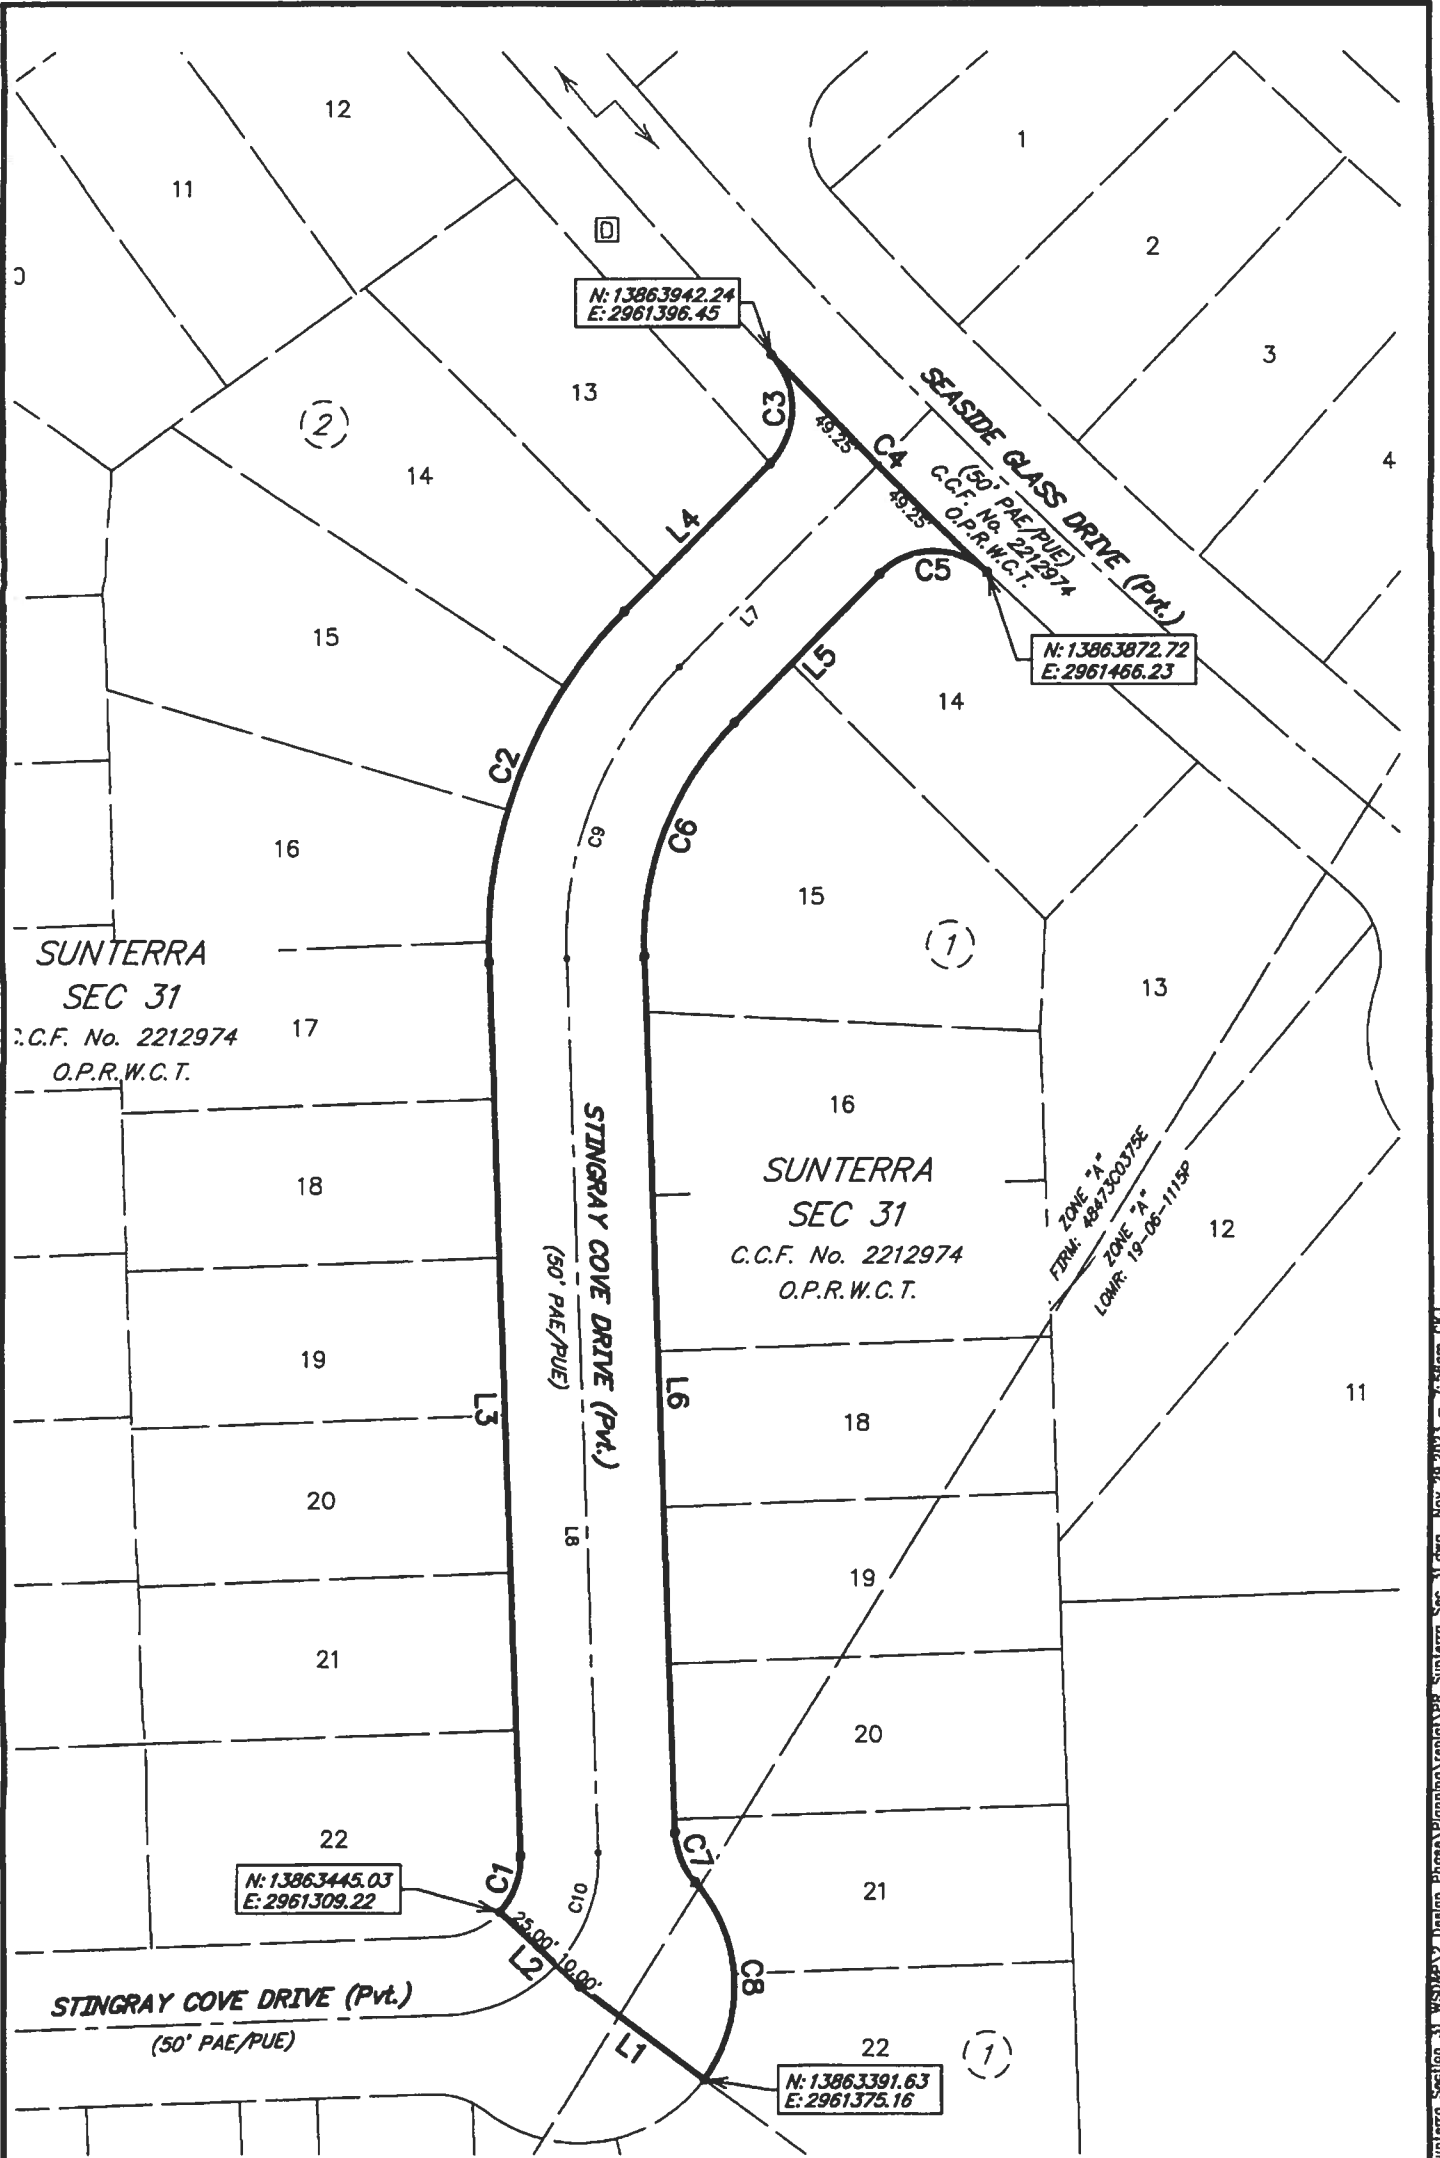 12
1
11
D
2
N: 13863942.24
E: 2961396.45
3
13
2
C3
SEASIDE GLASS DRIVE (Pvt.)
(50' PAE/PUE)
C.C.F. No. 2212974
O.P.R.W.C.T.
49.25'
C4
49.25'
4
14
L4
C5
L7
15
L5
N: 13863872.72
E: 2961466.23
14
C2
C9
C6
16
15
1
SUNTERRA
SEC 31
C.C.F. No. 2212974
O.P.R.W.C.T.
17
13
16
18
STINGRAY COVE DRIVE (Pvt.)
(50' PAE/PUE)
SUNTERRA
SEC 31
C.C.F. No. 2212974
O.P.R.W.C.T.
ZONE "A"
FIRM: 48473C0375E
ZONE "A"
LOMR: 19-06-1115P
12
19
L3
L6
18
11
20
L8
19
21
20
22
C1
C7
N: 13863445.03
E: 2961309.22
C10
21
25.00'
L2
10.00'
C8
STINGRAY COVE DRIVE (Pvt.)
(50' PAE/PUE)
L1
22
1
N: 13863391.63
E: 2961375.16